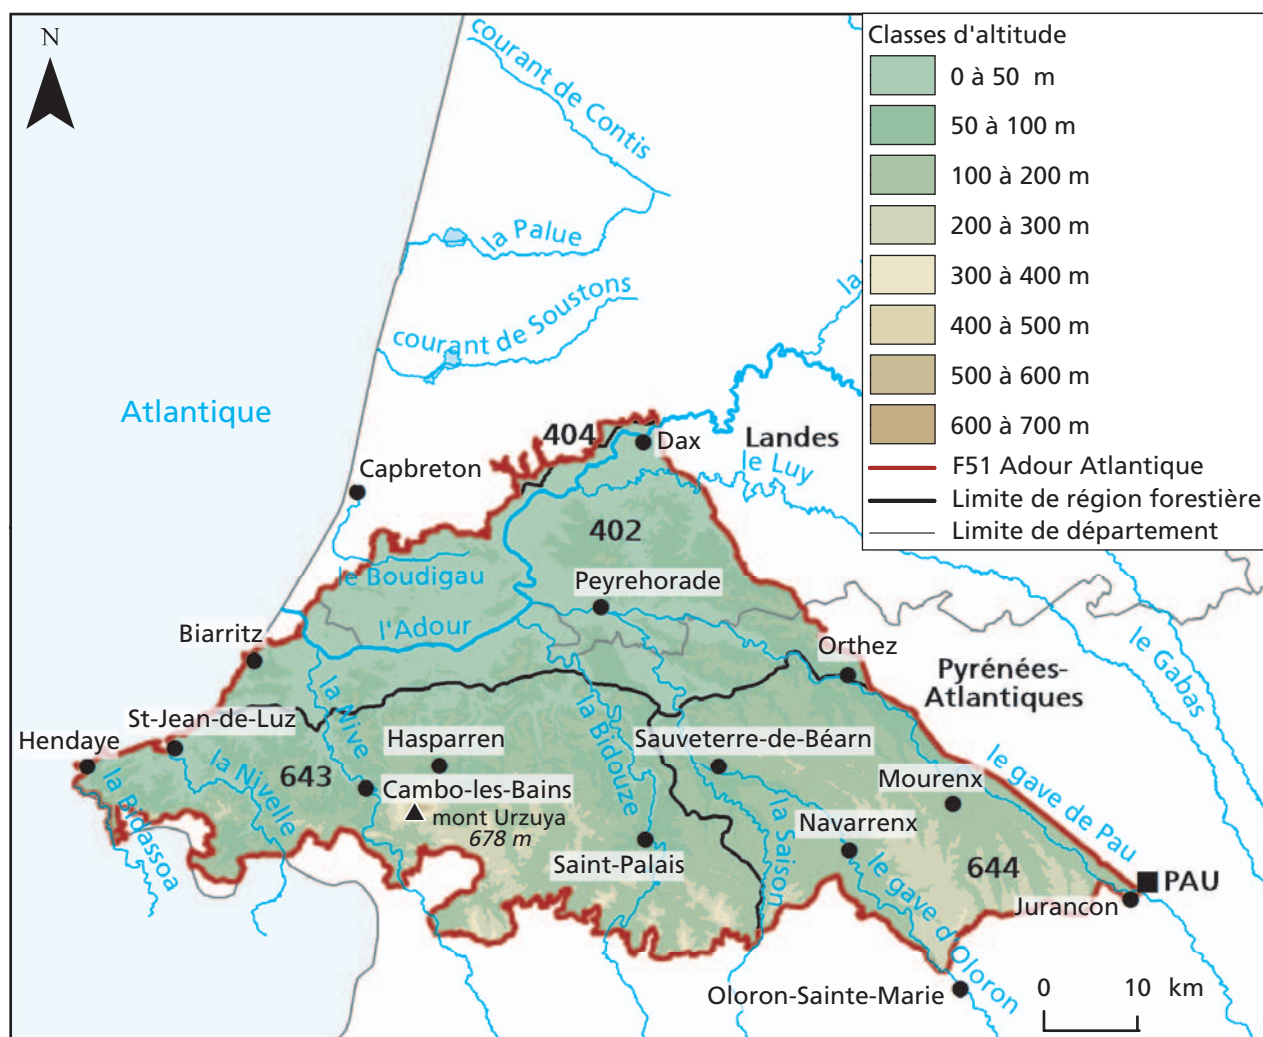 N
courant de Contis
la Palue
courant de Soustons
Atlantique
la
Classes d'altitude
0 à 50 m
50 à 100 m
100 à 200 m
200 à 300 m
300 à 400 m
400 à 500 m
500 à 600 m
600 à 700 m
F51 Adour Atlantique
Limite de région forestière
Limite de département
404
Dax
Landes
le Luy
Capbreton
402
le Boudigau
Peyrehorade
l'Adour
Biarritz
Orthez
Pyrénées-
Atlantiques
le Gabas
la Nive
la Bidouze
St-Jean-de-Luz
Hendaye
Hasparren
Sauveterre-de-Béarn
la Nivelle
643
la Bidassoa
Cambo-les-Bains
mont Urzuya
678 m
Mourenx
le gave de Pau
Navarrenx
la Saison
Saint-Palais
le gave d'Oloron
644
PAU
Jurancon
Oloron-Sainte-Marie
0 10 km